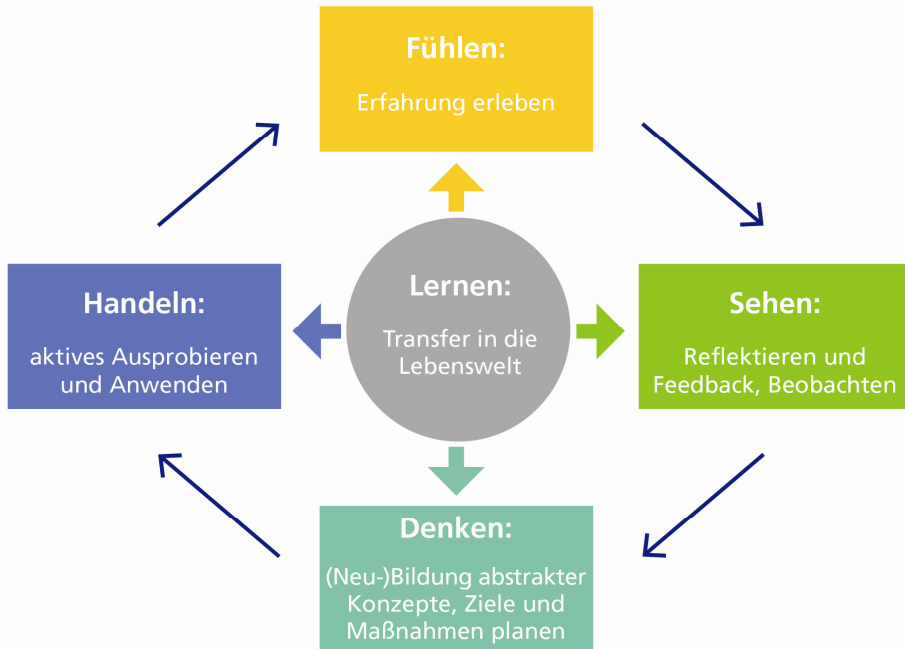 Fühlen:
Erfahrung erleben
Handeln:
aktives Ausprobieren
und Anwenden
Lernen:
Transfer in die
Lebenswelt
Sehen:
Reflektieren und
Feedback, Beobachten
Denken:
(Neu-)Bildung abstrakter
Konzepte, Ziele und
Maßnahmen planen